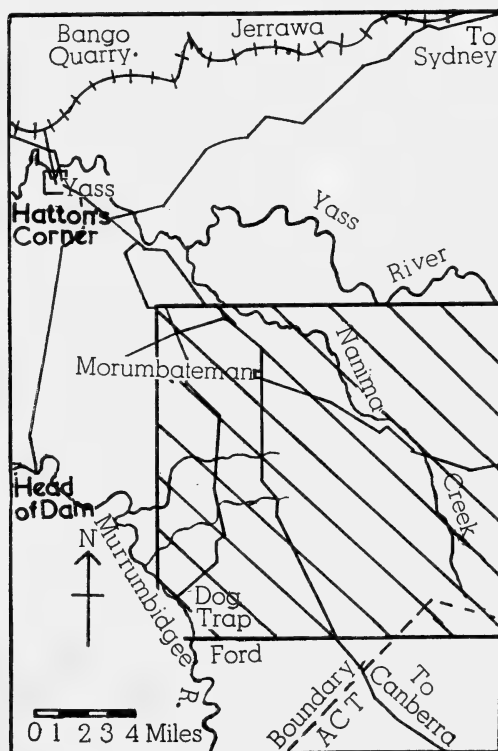 Bango
Quarry.
Jerrawa
To
Sydney
Yass
Hatton's
Corner
Yass
River
Nanima
Creek
Morumbateman
Head
of Dam
N
Murrumbidgee
R.
Dog
Trap
Ford
Boundary
ACT
To
Canberra
0 1 2 3 4 Miles